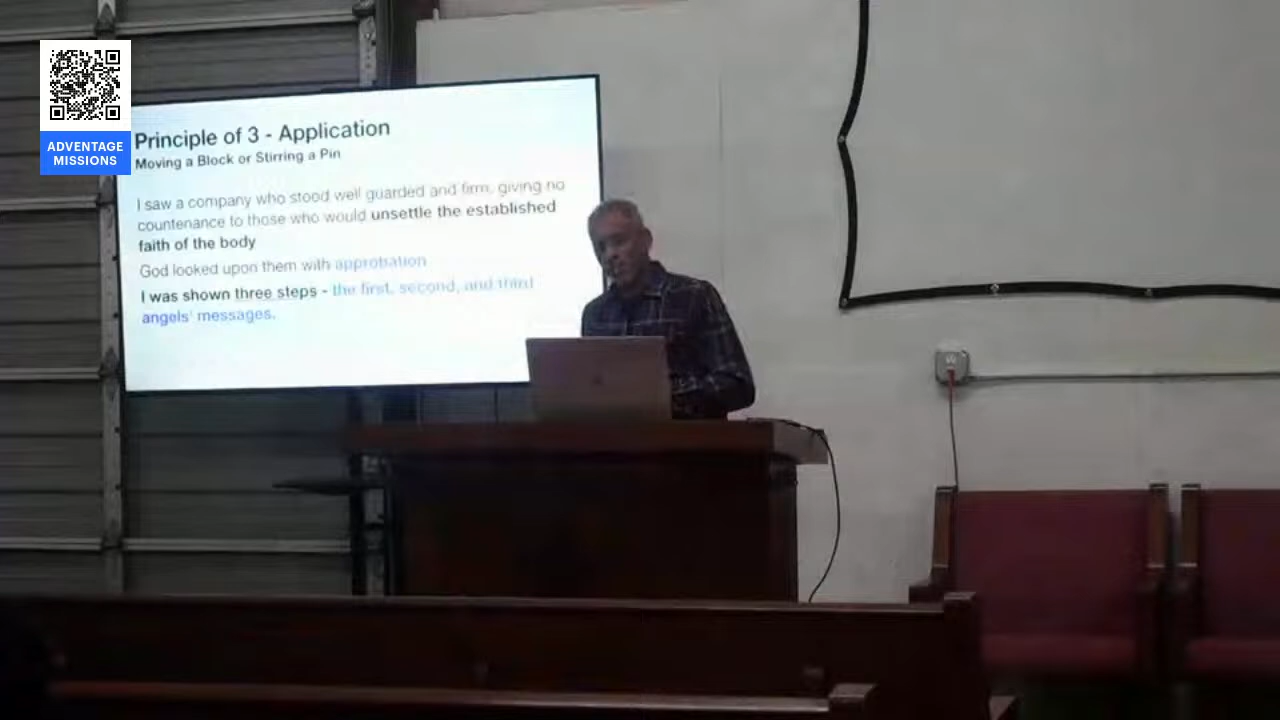 ADVENTAGE
MISSIONS
Principle of 3 - Application
Moving a Block or Stirring a Pin
I saw a company who stood well guarded and firm, giving no
countenance to those who would unsettle the established
faith of the body
God looked upon them with approbation
I was shown three steps - the first, second, and third
angels' messages.